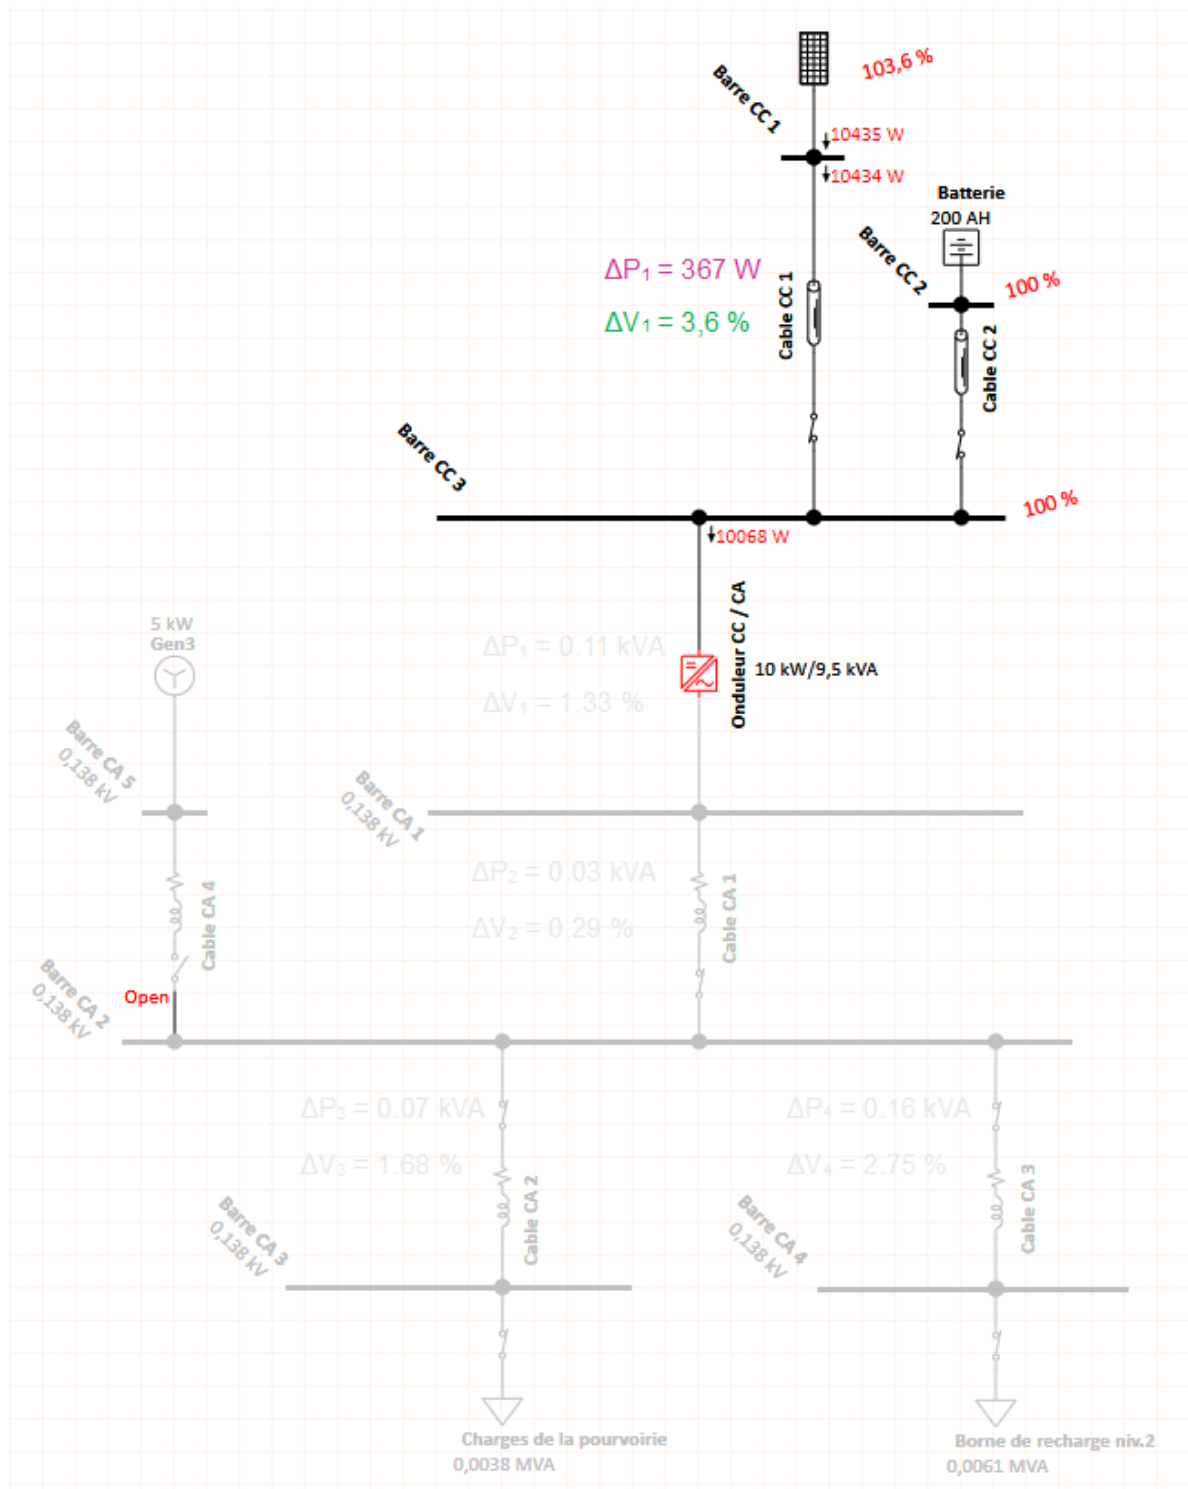 103,6 %
Barre CC 1
10435 W
10434 W
Batterie
200 AH
Barre CC 2
100 %
ΔP₁ = 367 W
ΔV₁ = 3,6 %
Cable CC 1
Cable CC 2
Barre CC 3
100 %
10068 W
5 kW
Gen3
ΔP₁ = 0.11 kVA
ΔV₁ = 1.33 %
Onduleur CC / CA
10 kW/9,5 kVA
Barre CA 5
0,138 kV
Barre CA 1
0,138 kV
ΔP₂ = 0.03 kVA
ΔV₂ = 0.29 %
Cable CA 4
Cable CA 1
Barre CA 2
0,138 kV
Open
ΔP₃ = 0.07 kVA
ΔV₃ = 1.68 %
ΔP₄ = 0.16 kVA
ΔV₄ = 2.75 %
Cable CA 2
Cable CA 3
Barre CA 3
0,138 kV
Barre CA 4
0,138 kV
Charges de la pourvoirie
0,0038 MVA
Borne de recharge niv.2
0,0061 MVA